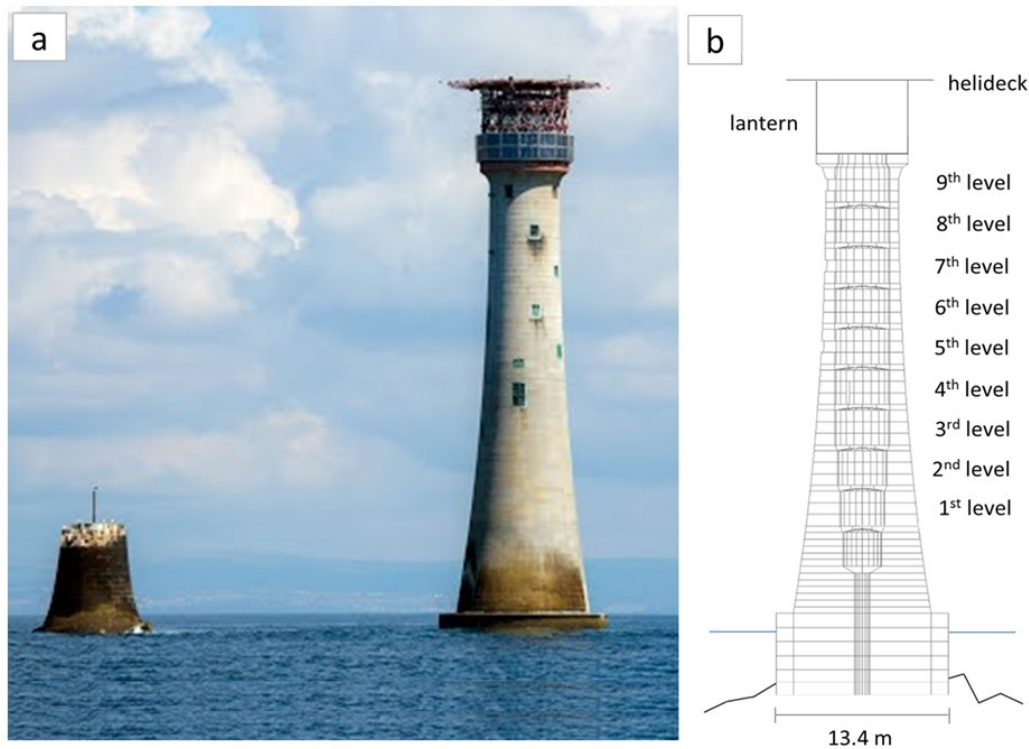 a
b
helideck
lantern
9th level
8th level
7th level
6th level
5th level
4th level
3rd level
2nd level
1st level
13.4 m